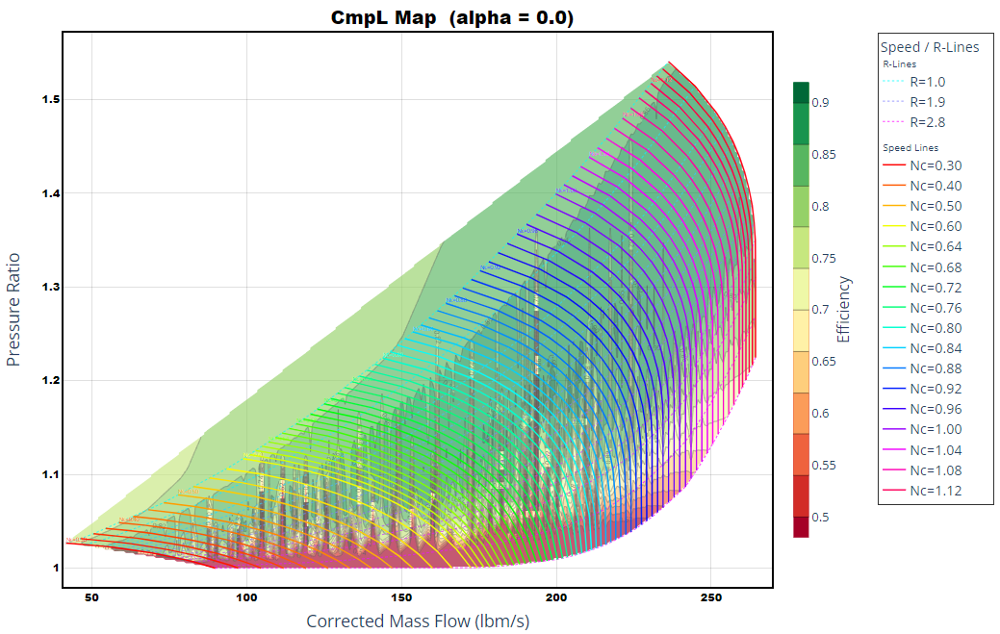 CmpL Map (alpha = 0.0)
Pressure Ratio
1.5
1.4
1.3
1.2
1.1
1
50
100
150
200
250
Corrected Mass Flow (lbm/s)
0.9
0.85
0.8
0.75
0.7
0.65
0.6
0.55
0.5
Efficiency
Speed / R-Lines
R-Lines
R=1.0
R=1.9
R=2.8
Speed Lines
Nc=0.30
Nc=0.40
Nc=0.50
Nc=0.60
Nc=0.64
Nc=0.68
Nc=0.72
Nc=0.76
Nc=0.80
Nc=0.84
Nc=0.88
Nc=0.92
Nc=0.96
Nc=1.00
Nc=1.04
Nc=1.08
Nc=1.12